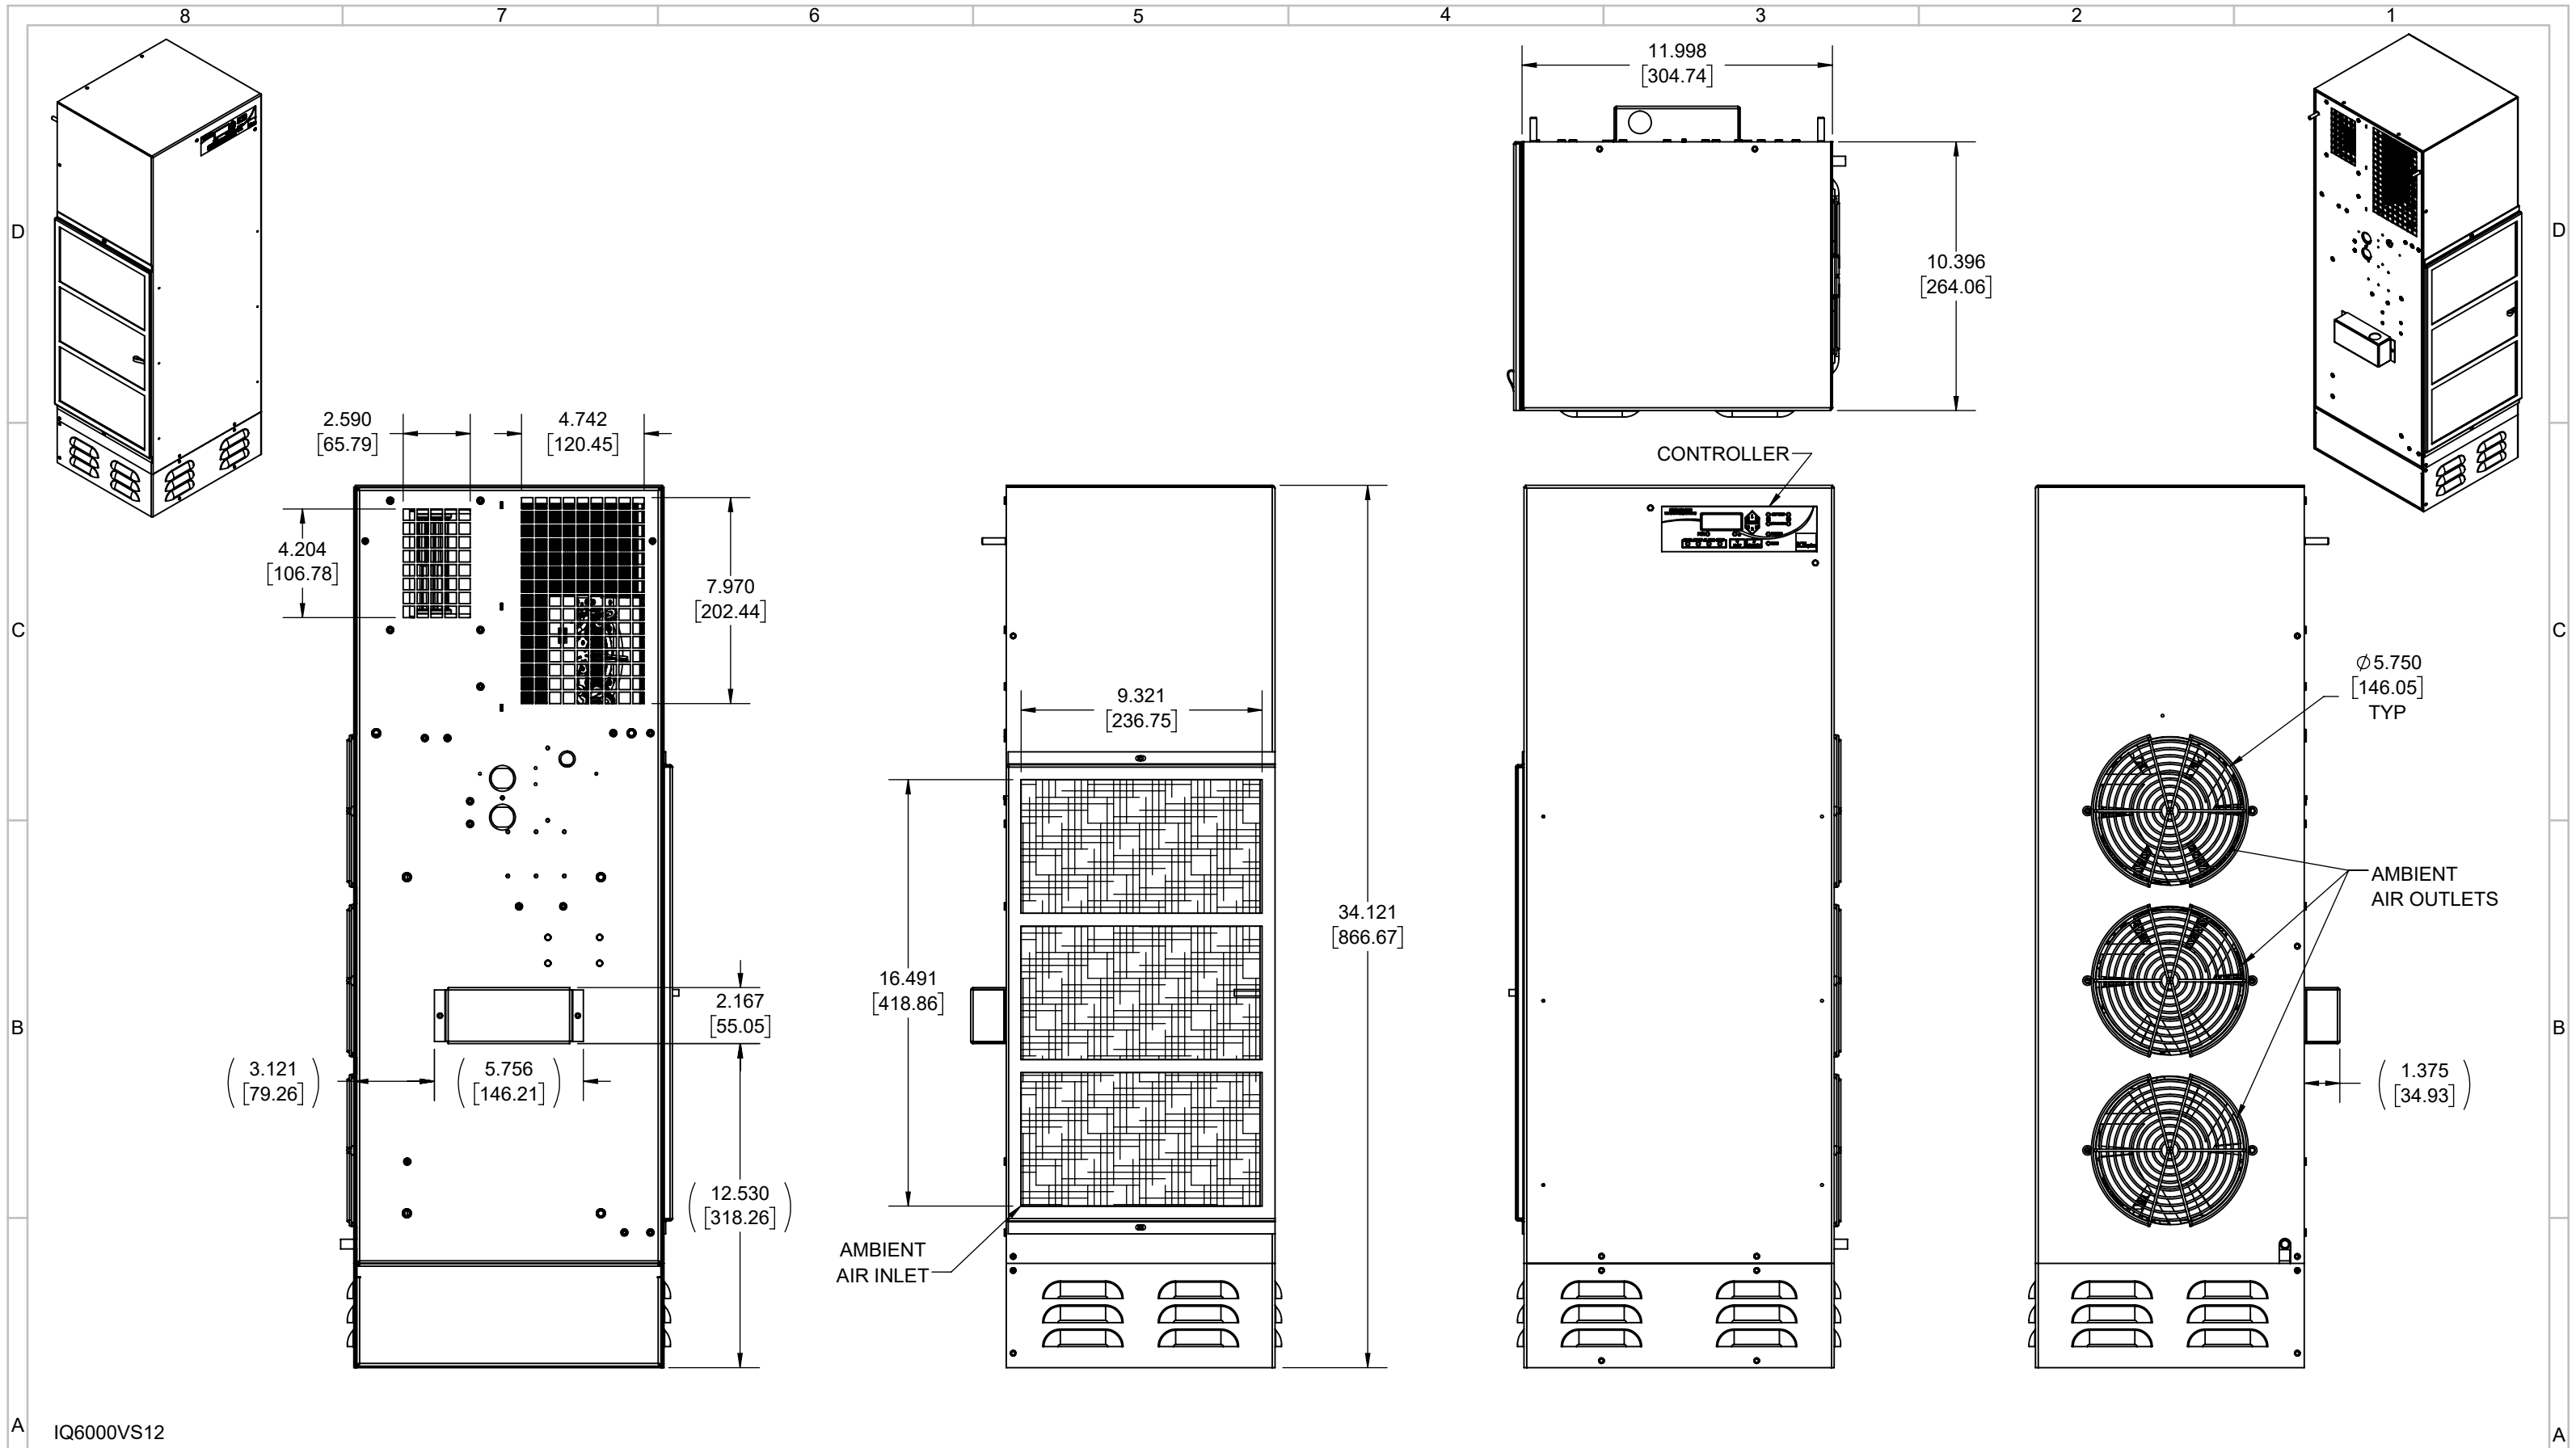 8 7 6 5 4 3 2 1
D
D
C
C
B
B
A
A
11.998
[304.74]
10.396
[264.06]
2.590
[65.79]
4.742
[120.45]
4.204
[106.78]
7.970
[202.44]
CONTROLLER
9.321
[236.75]
Ø5.750
[146.05]
TYP
34.121
[866.67]
16.491
[418.86]
AMBIENT
AIR OUTLETS
2.167
[55.05]
(3.121
[79.26])
(5.756
[146.21])
(1.375
[34.93])
(12.530
[318.26])
AMBIENT
AIR INLET
IQ6000VS12